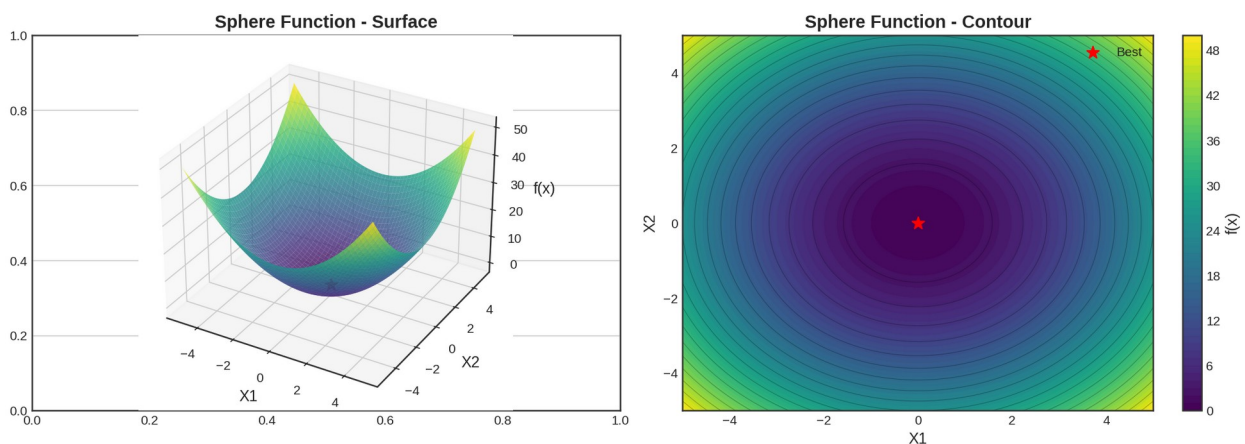 Sphere Function - Surface
1.0
0.8
0.6
0.4
0.2
0.0
0.0 0.2 0.4 0.6 0.8 1.0
50
40
30
20
10
0
f(x)
−4 −2 0 2 4
X1
−4 −2 0 2 4
X2
Sphere Function - Contour
Best
4
2
0
−2
−4
X2
−4 −2 0 2 4
X1
48
42
36
30
24
18
12
6
0
f(x)